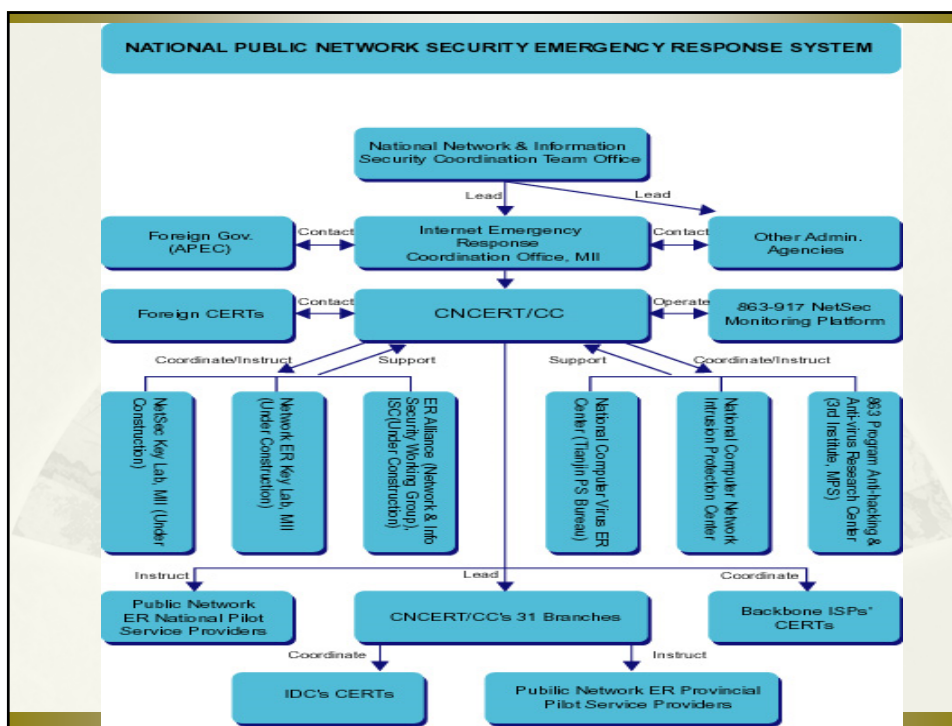 NATIONAL PUBLIC NETWORK SECURITY EMERGENCY RESPONSE SYSTEM
National Network & Information
Security Coordination Team Office
Lead
Lead
Foreign Gov.
(APEC)
Contact
Internet Emergency
Response
Coordination Office, MII
Contact
Other Admin.
Agencies
Foreign CERTs
Contact
CNCERT/CC
Operate
863-917 NetSec
Monitoring Platform
Coordinate/Instruct
Support
Support
Coordinate/Instruct
NetSec Key Lab, MII (Under
Construction)
Network ER Key Lab, MII
(Under Construction)
ER Alliance (Network & Info
Security Working Group),
ISC(Under Construction)
National Computer Virus ER
Center (Tianjin PS Bureau)
National Computer Network
Intrusion Protection Center
863 Program Anti-hacking &
Anti-virus Research Center
(3rd Institute, MPS)
Instruct
Lead
Coordinate
Public Network
ER National Pilot
Service Providers
CNCERT/CC's 31 Branches
Backbone ISPs'
CERTs
Coordinate
Instruct
IDC's CERTs
Public Network ER Provincial
Pilot Service Providers